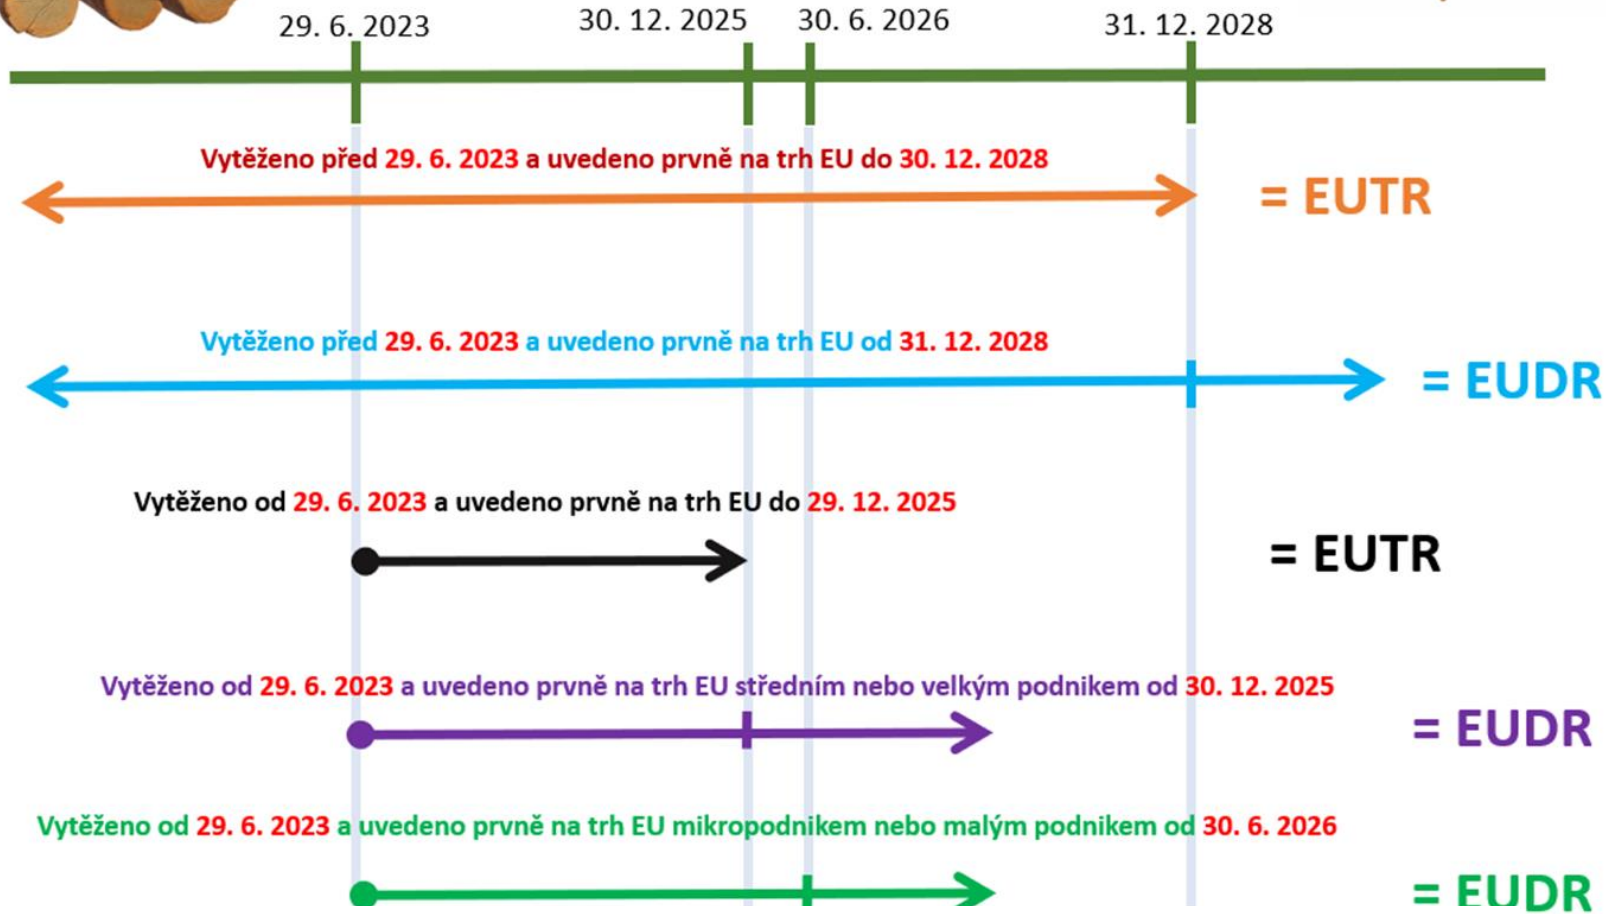 29. 6. 2023 30. 12. 2025 30. 6. 2026 31. 12. 2028
Vytěženo před 29. 6. 2023 a uvedeno prvně na trh EU do 30. 12. 2028
= EUTR
Vytěženo před 29. 6. 2023 a uvedeno prvně na trh EU od 31. 12. 2028
= EUDR
Vytěženo od 29. 6. 2023 a uvedeno prvně na trh EU do 29. 12. 2025
= EUTR
Vytěženo od 29. 6. 2023 a uvedeno prvně na trh EU středním nebo velkým podnikem od 30. 12. 2025
= EUDR
Vytěženo od 29. 6. 2023 a uvedeno prvně na trh EU mikropodnikem nebo malým podnikem od 30. 6. 2026
= EUDR